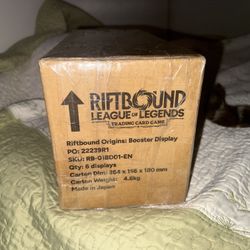 RIFTBOUND
LEAGUE OF LEGENDS
TRADING CARD GAME
Riftbound Origins: Booster Display
PO: 22239R1
SKU: RB-01BD01-EN
Qty: 6 displays
Carton Dim: 364 x 156 x 180 mm
Carton Weight: 4.6kg
Made in Japan